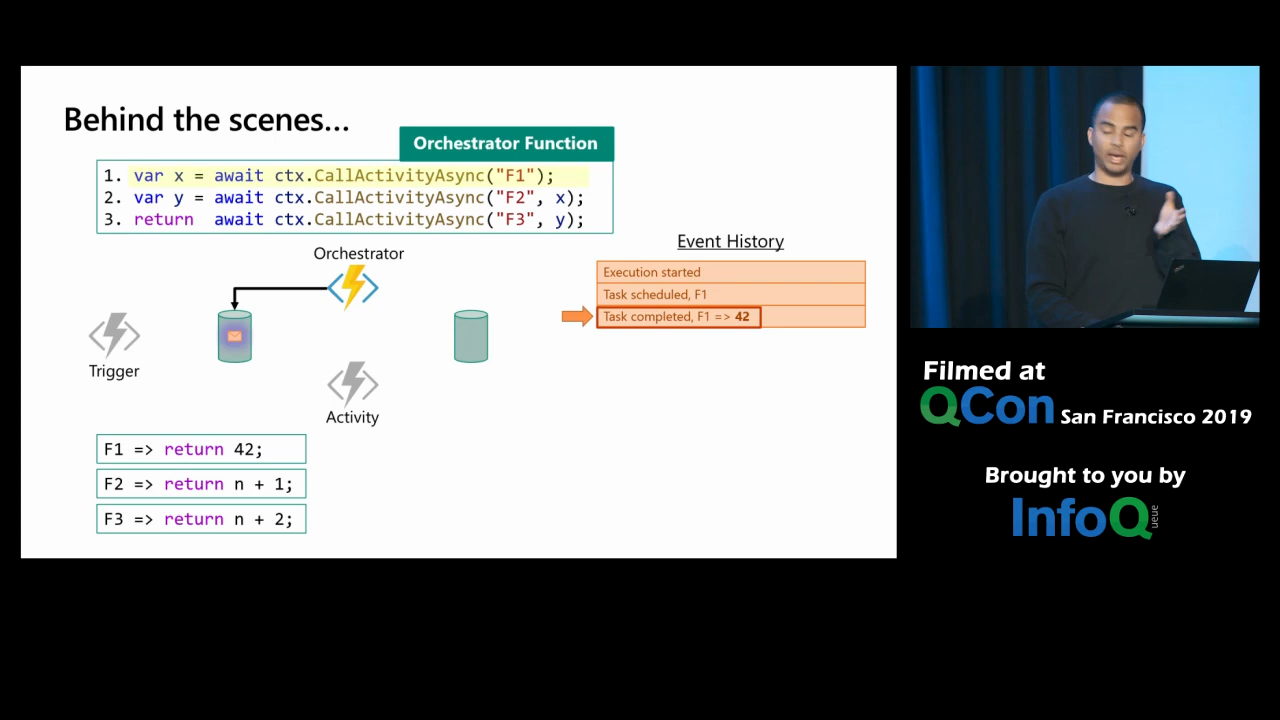 Behind the scenes...
Orchestrator Function
1. var x = await ctx.CallActivityAsync("F1");
2. var y = await ctx.CallActivityAsync("F2", x);
3. return await ctx.CallActivityAsync("F3", y);
Orchestrator
Trigger
Activity
Event History
Execution started
Task scheduled, F1
Task completed, F1 => 42
F1 => return 42;
F2 => return n + 1;
F3 => return n + 2;
Filmed at
QCon San Francisco 2019
Brought to you by
InfoQ
ueue